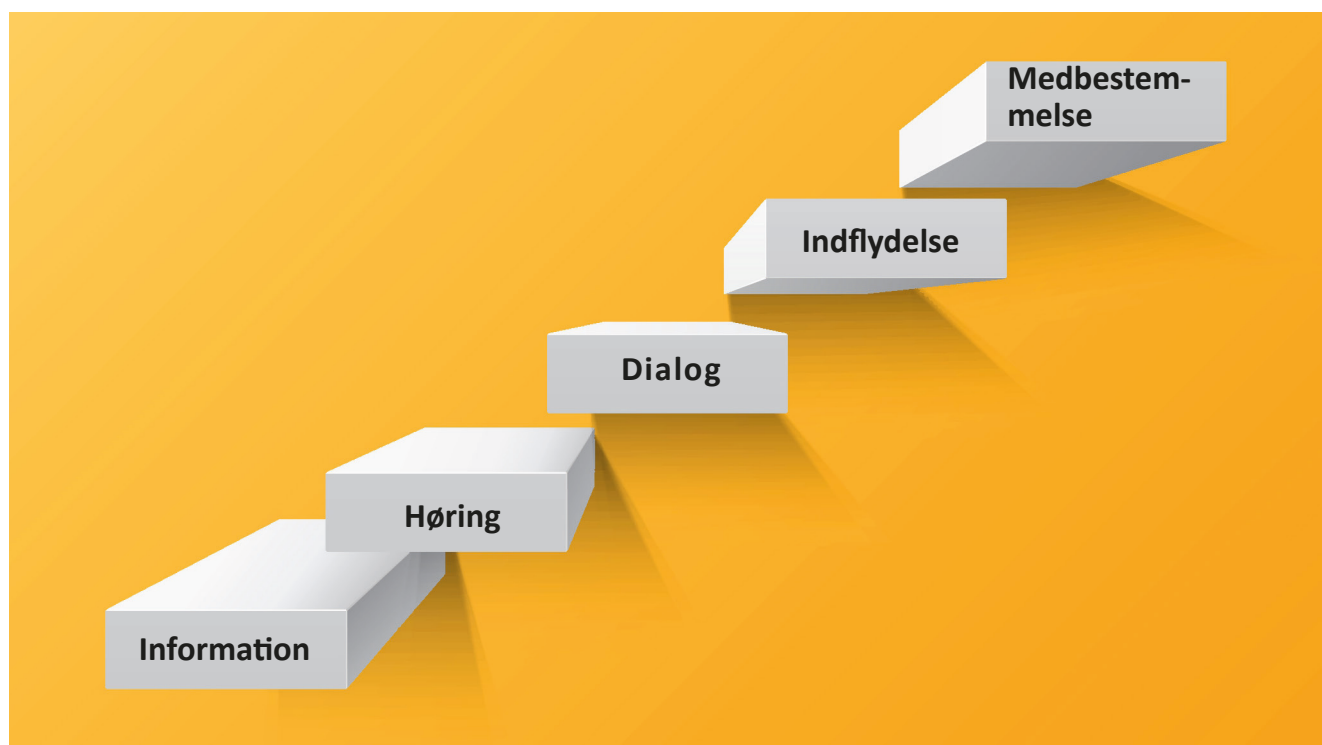 Medbestem-
melse
Indflydelse
Dialog
Høring
Information